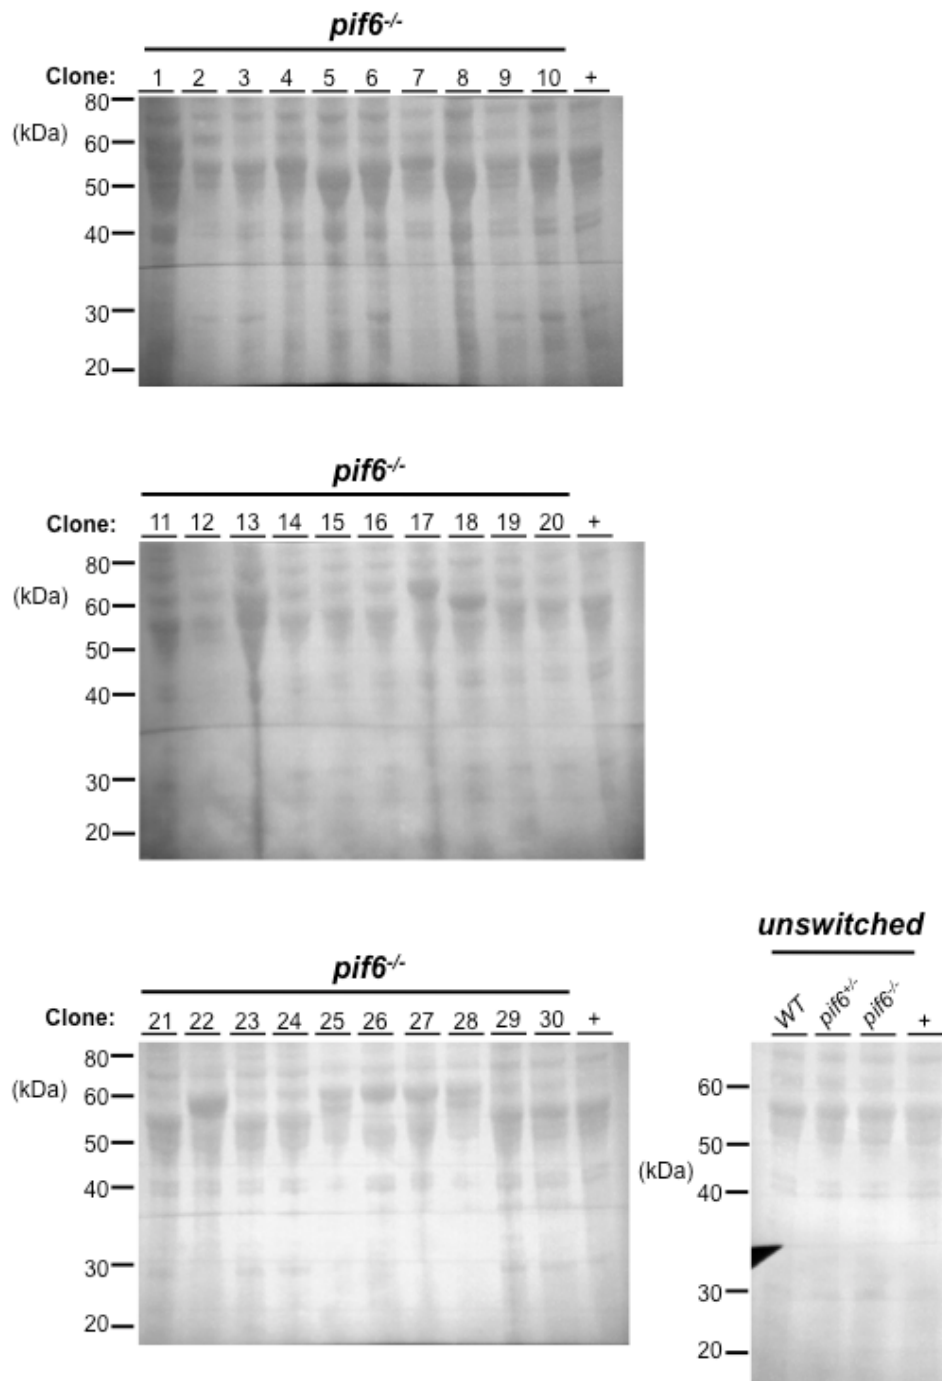 pif6-/-
Clone: 1 2 3 4 5 6 7 8 9 10 +
80
(kDa) 60
50
40
30
20
pif6-/-
Clone: 11 12 13 14 15 16 17 18 19 20 +
80
(kDa) 60
50
40
30
20
pif6-/-
Clone: 21 22 23 24 25 26 27 28 29 30 +
80
(kDa) 60
50
40
30
20
unswitched
WT pif6+/- pif6-/- +
60
50
(kDa)
40
30
20